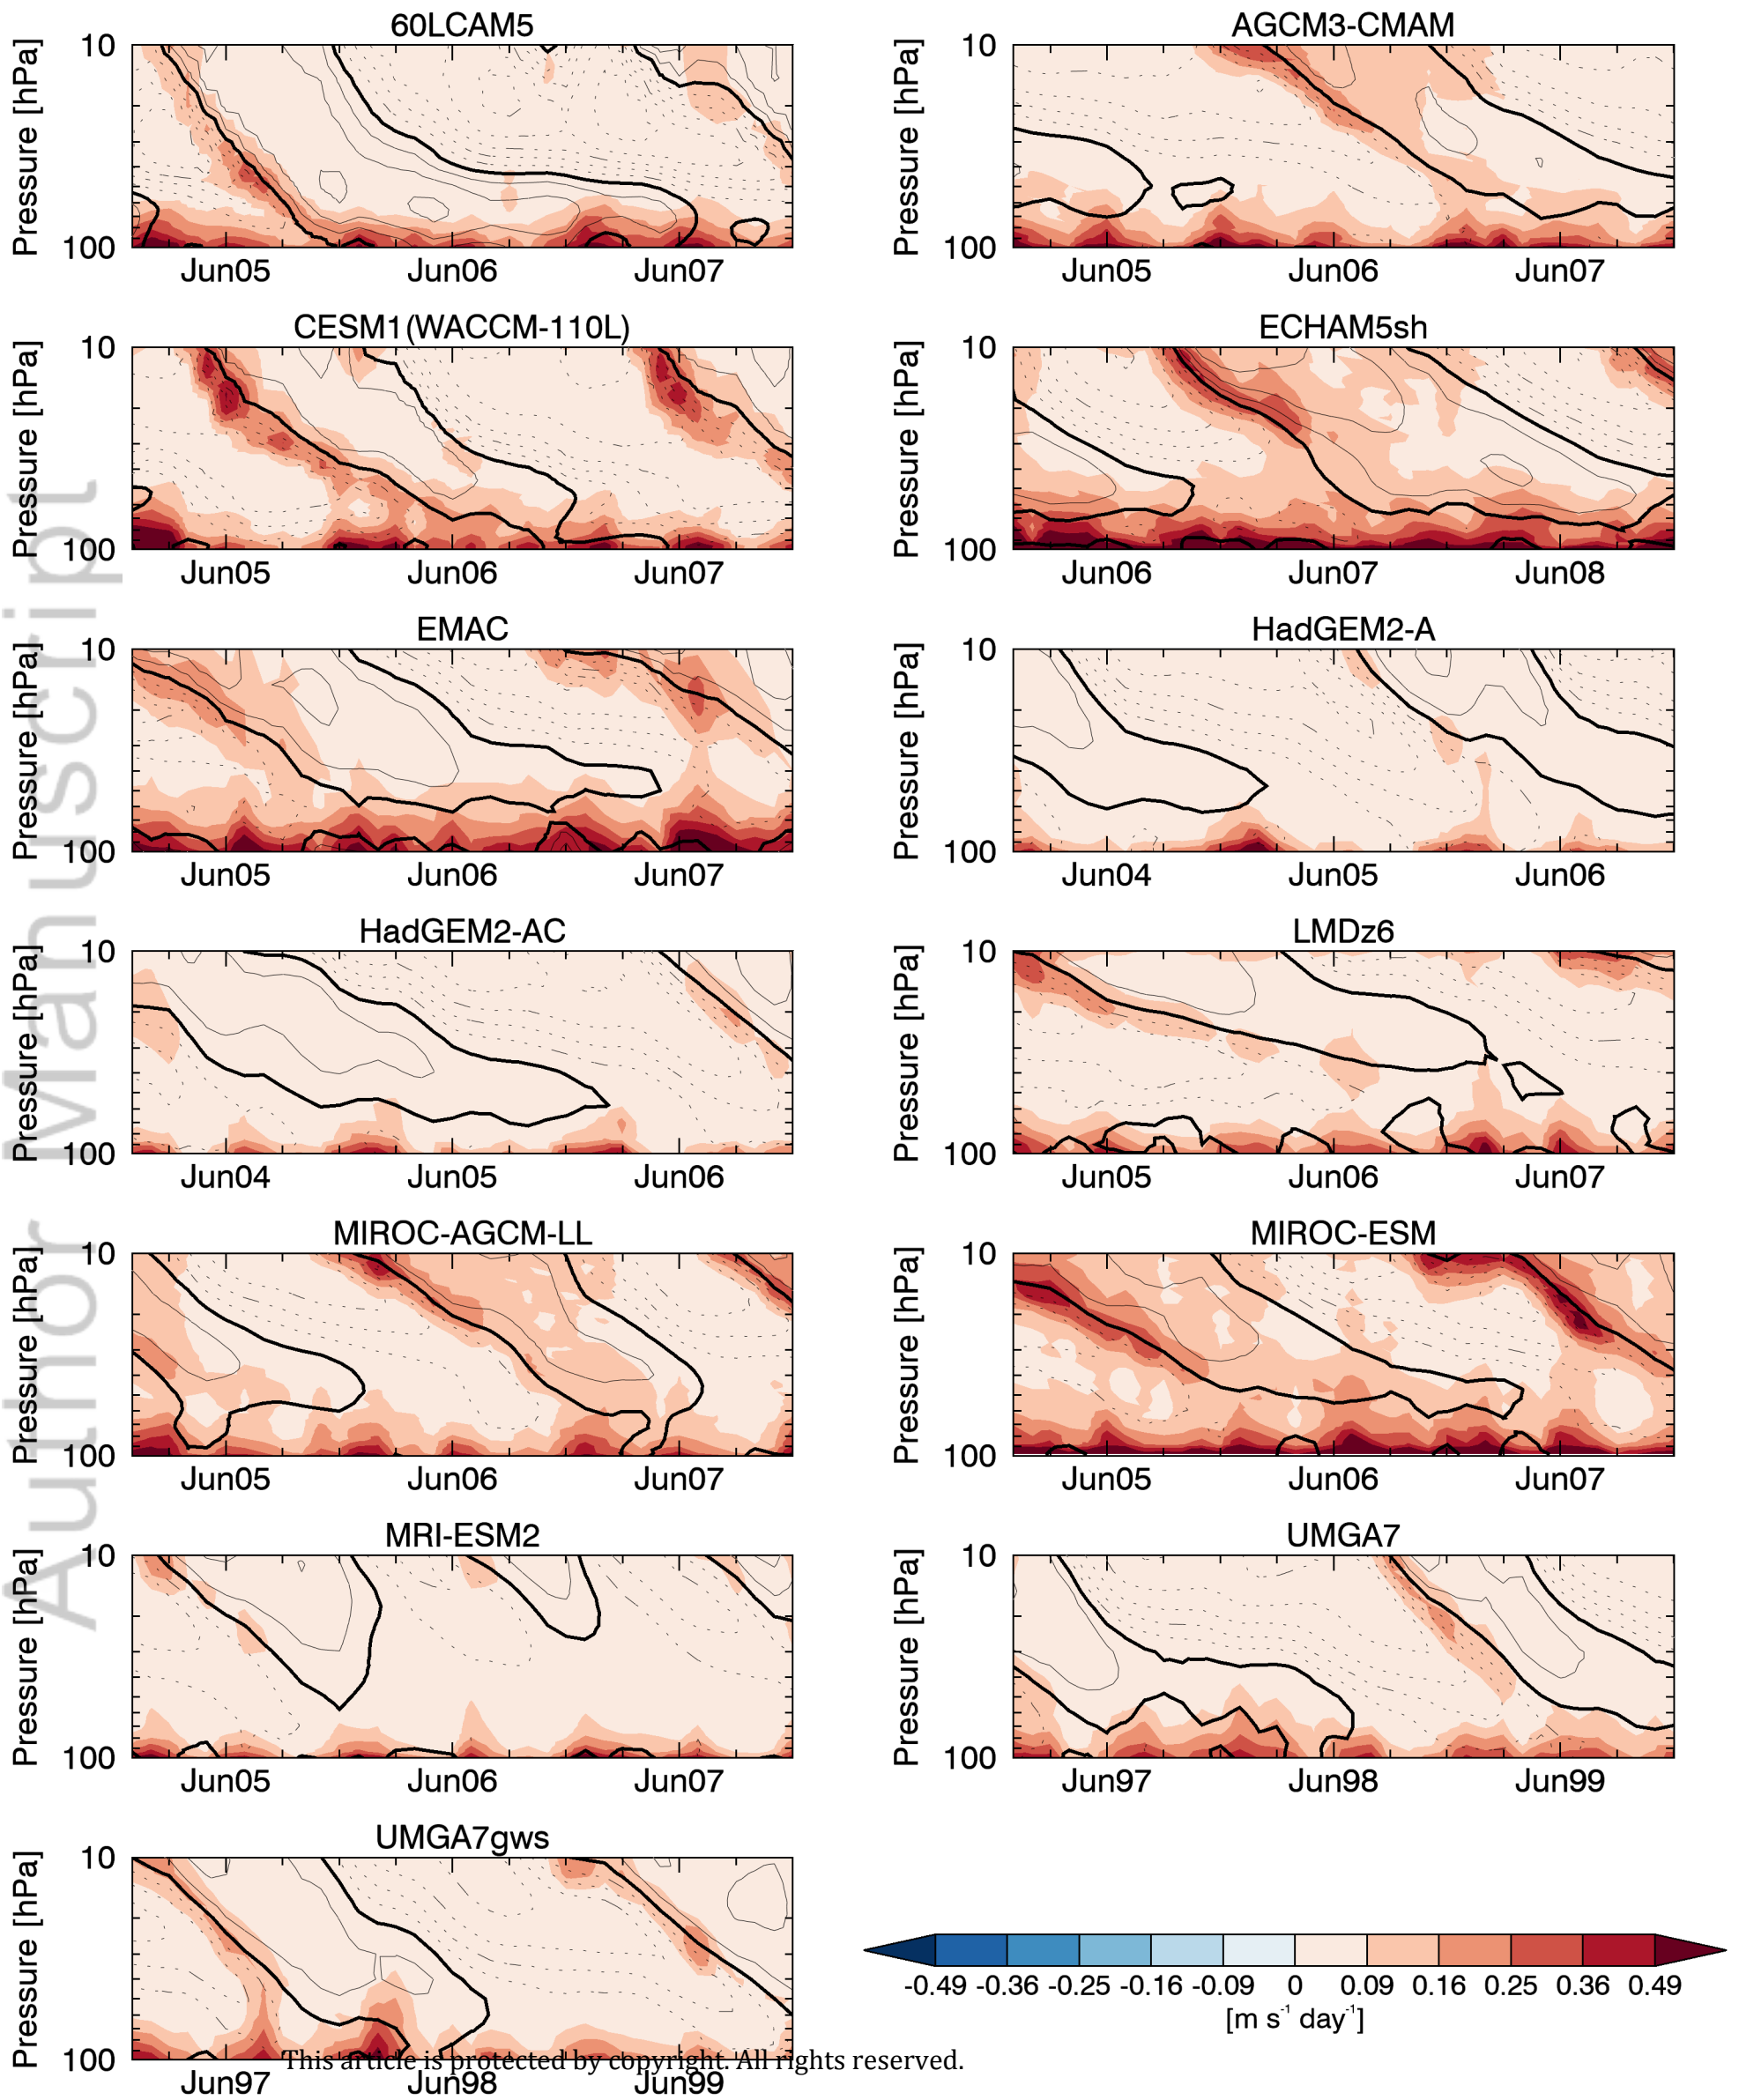 60LCAM5
AGCM3-CMAM
Pressure [hPa]
10
100
Jun05 Jun06 Jun07
Pressure [hPa]
10
100
Jun05 Jun06 Jun07
CESM1(WACCM-110L)
ECHAM5sh
Pressure [hPa]
10
100
Jun05 Jun06 Jun07
Pressure [hPa]
10
100
Jun06 Jun07 Jun08
EMAC
HadGEM2-A
Pressure [hPa]
10
100
Jun05 Jun06 Jun07
Pressure [hPa]
10
100
Jun04 Jun05 Jun06
HadGEM2-AC
LMDz6
Pressure [hPa]
10
100
Jun04 Jun05 Jun06
Pressure [hPa]
10
100
Jun05 Jun06 Jun07
MIROC-AGCM-LL
MIROC-ESM
Pressure [hPa]
10
100
Jun05 Jun06 Jun07
Pressure [hPa]
10
100
Jun05 Jun06 Jun07
MRI-ESM2
UMGA7
Pressure [hPa]
10
100
Jun05 Jun06 Jun07
Pressure [hPa]
10
100
Jun97 Jun98 Jun99
UMGA7gws
Pressure [hPa]
10
100
Jun97 Jun98 Jun99
-0.49 -0.36 -0.25 -0.16 -0.09 0 0.09 0.16 0.25 0.36 0.49
[m s⁻¹ day⁻¹]
This article is protected by copyright. All rights reserved.
Author Manuscript